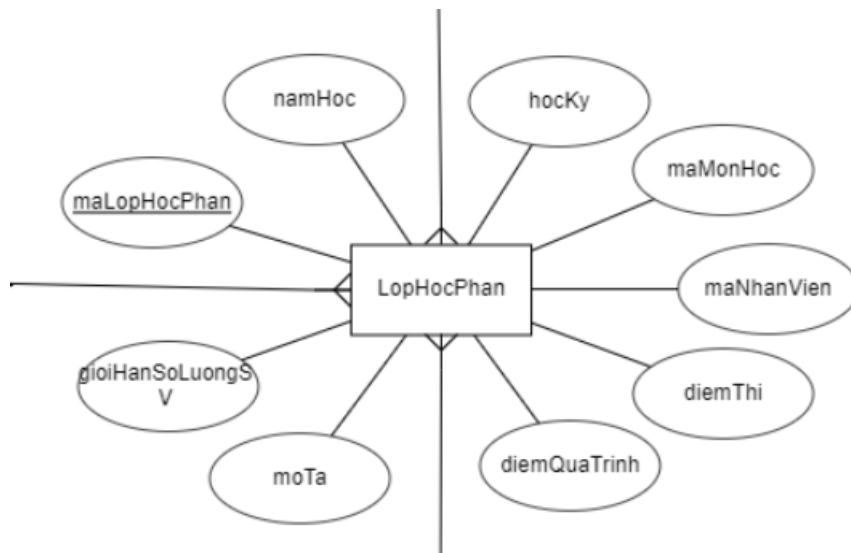 namHoc
hocKy
maLopHocPhan
maMonHoc
LopHocPhan
maNhanVien
gioiHanSoLuongS
V
diemThi
moTa
diemQuaTrinh